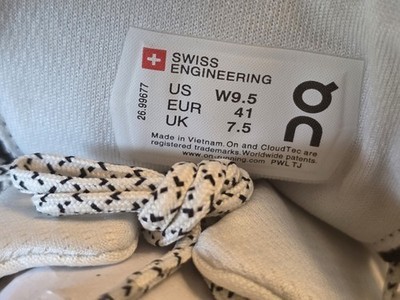 SWISS
ENGINEERING
US W9.5
EUR 41
UK 7.5
26.99677
On
Made in Vietnam. On and CloudTec are
registered trademarks. Worldwide patents.
www.on-running.com PWL TJ